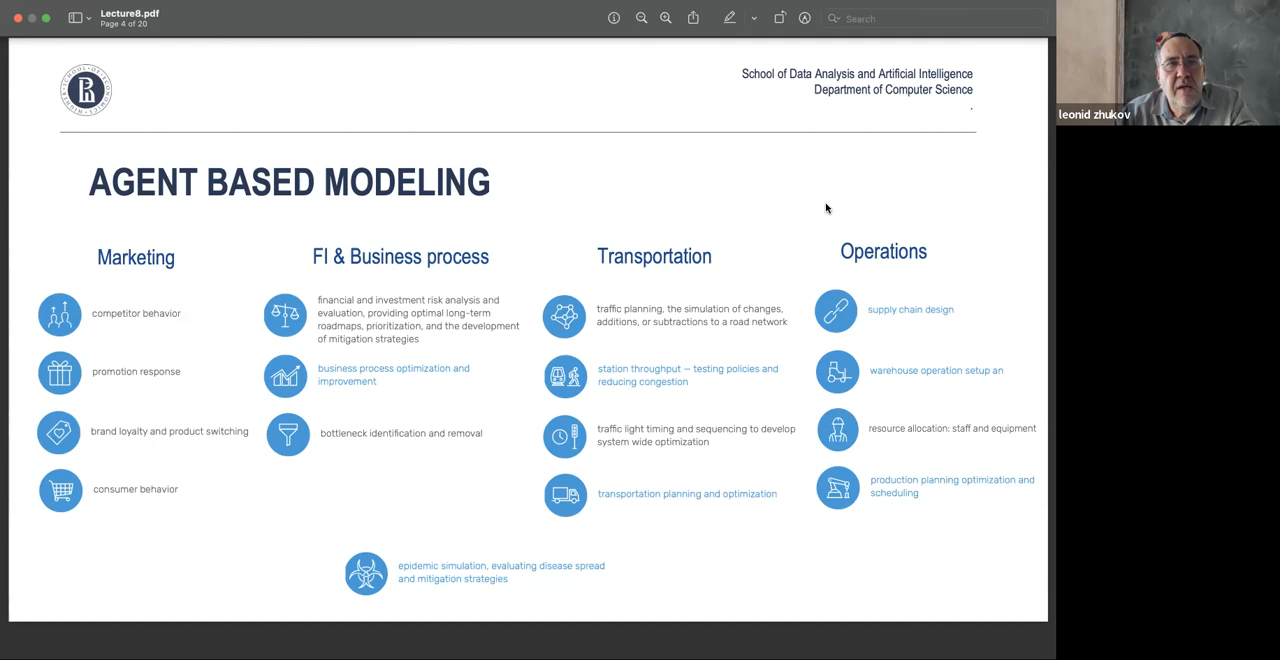 Lecture8.pdf
Page 4 of 20
Search
leonid zhukov
School of Data Analysis and Artificial Intelligence
Department of Computer Science
.
AGENT BASED MODELING
Marketing
competitor behavior
promotion response
brand loyalty and product switching
consumer behavior
FI & Business process
financial and investment risk analysis and
evaluation, providing optimal long-term
roadmaps, prioritization, and the development
of mitigation strategies
business process optimization and
improvement
bottleneck identification and removal
Transportation
traffic planning, the simulation of changes,
additions, or subtractions to a road network
station throughput – testing policies and
reducing congestion
traffic light timing and sequencing to develop
system wide optimization
transportation planning and optimization
Operations
supply chain design
warehouse operation setup an
resource allocation: staff and equipment
production planning optimization and
scheduling
epidemic simulation, evaluating disease spread
and mitigation strategies